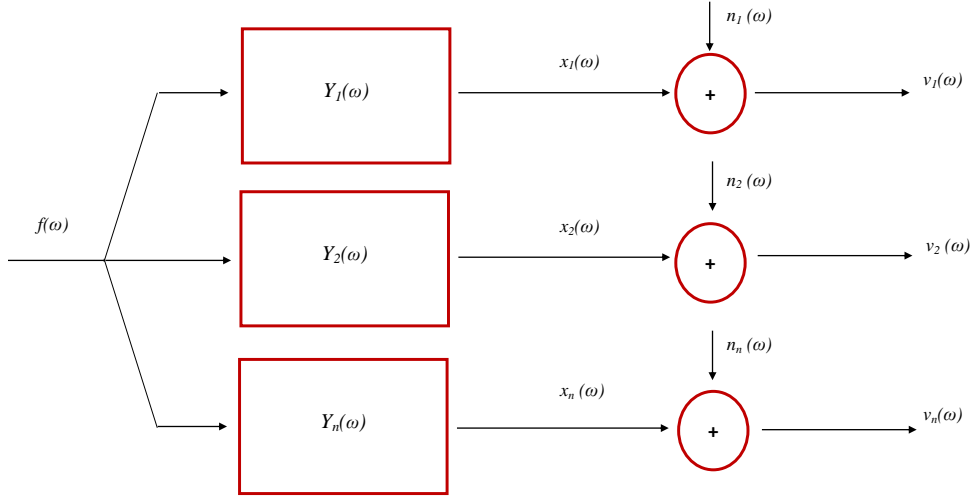 n₁ (ω)
x₁(ω)
Y₁(ω)
+
v₁(ω)
n₂ (ω)
f(ω)
x₂(ω)
Y₂(ω)
+
v₂ (ω)
nₙ (ω)
xₙ (ω)
Yₙ(ω)
+
vₙ(ω)